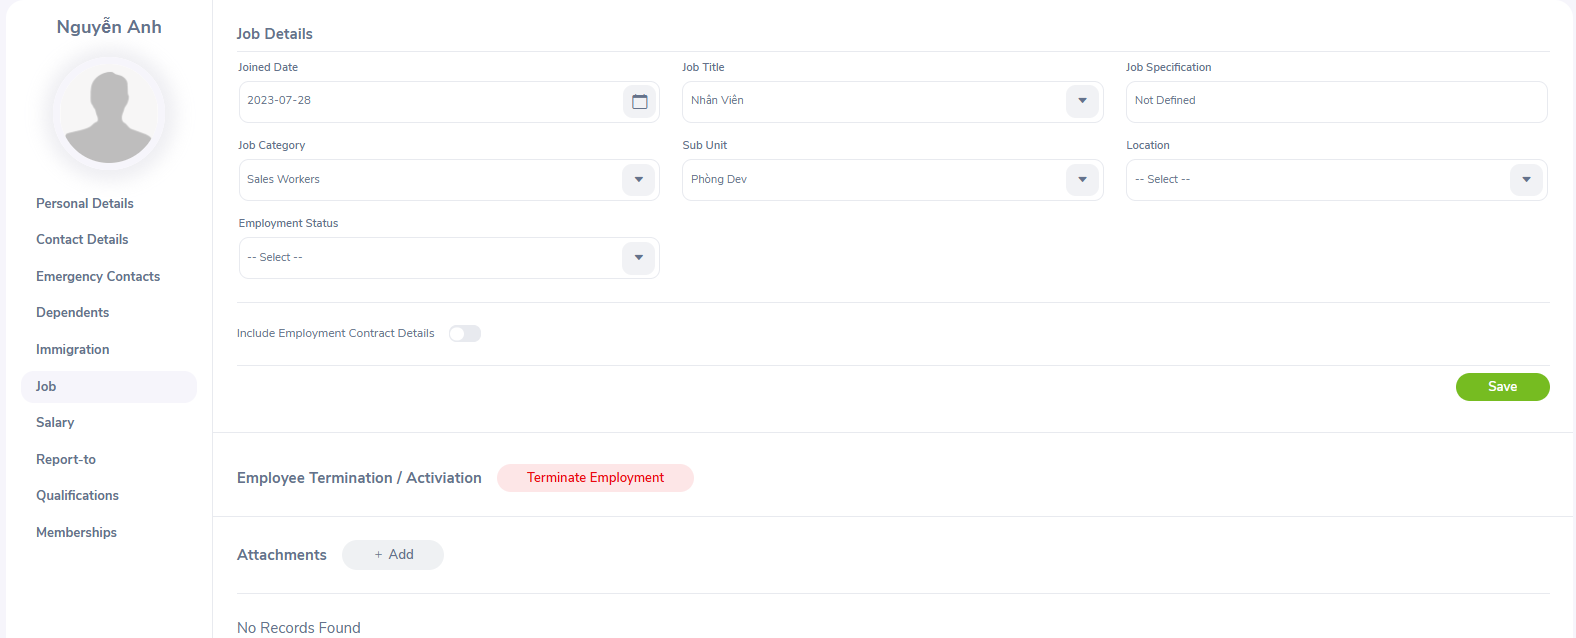 Nguyễn Anh
Personal Details
Contact Details
Emergency Contacts
Dependents
Immigration
Job
Salary
Report-to
Qualifications
Memberships
Job Details
Joined Date
Job Title
Job Specification
2023-07-28
Nhân Viên
Not Defined
Job Category
Sub Unit
Location
Sales Workers
Phòng Dev
-- Select --
Employment Status
-- Select --
Include Employment Contract Details
Save
Employee Termination / Activiation
Terminate Employment
Attachments
+ Add
No Records Found